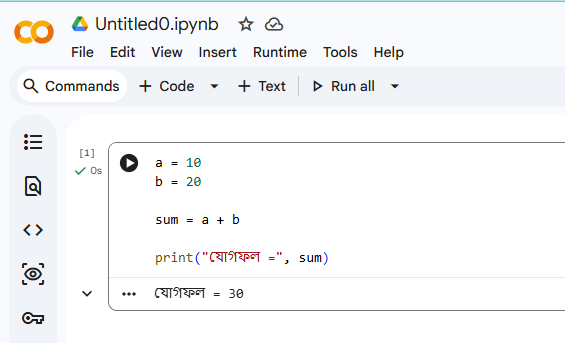 CO
Untitled0.ipynb
File Edit View Insert Runtime Tools Help
Commands + Code + Text Run all
[1]
0s
a = 10
b = 20
sum = a + b
print("যোগফল =", sum)
যোগফল = 30